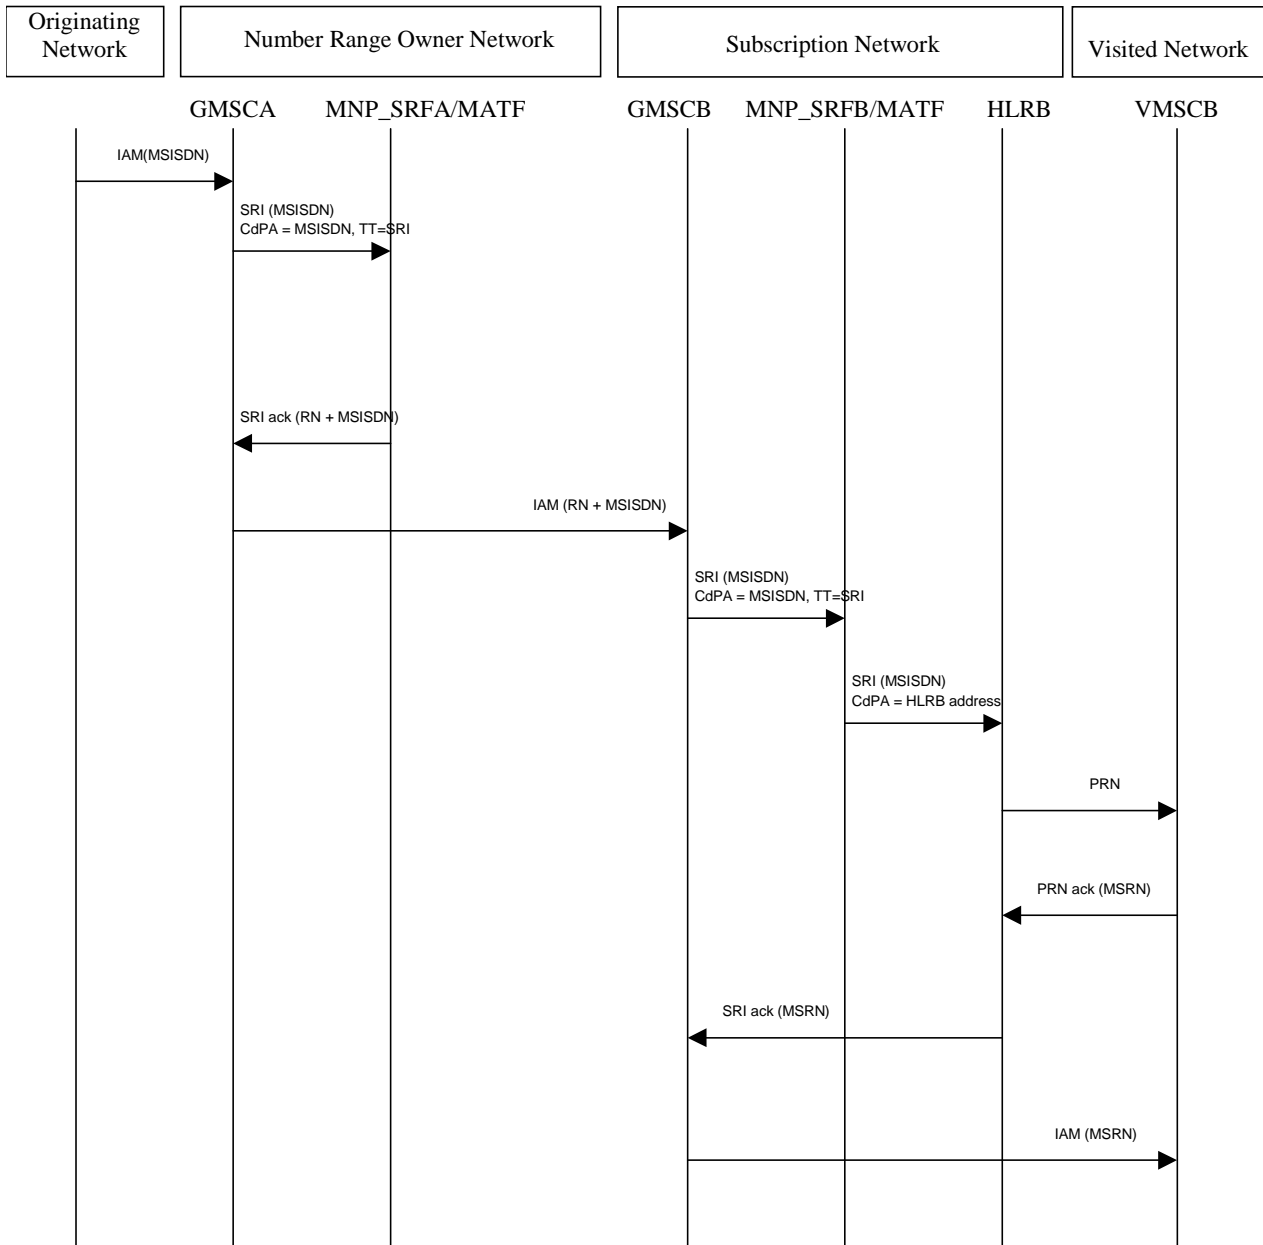 Originating
Network
Number Range Owner Network
Subscription Network
Visited Network
GMSCA
MNP_SRFA/MATF
GMSCB
MNP_SRFB/MATF
HLRB
VMSCB
IAM(MSISDN)
SRI (MSISDN)
CdPA = MSISDN, TT=SRI
SRI ack (RN + MSISDN)
IAM (RN + MSISDN)
SRI (MSISDN)
CdPA = MSISDN, TT=SRI
SRI (MSISDN)
CdPA = HLRB address
PRN
PRN ack (MSRN)
SRI ack (MSRN)
IAM (MSRN)